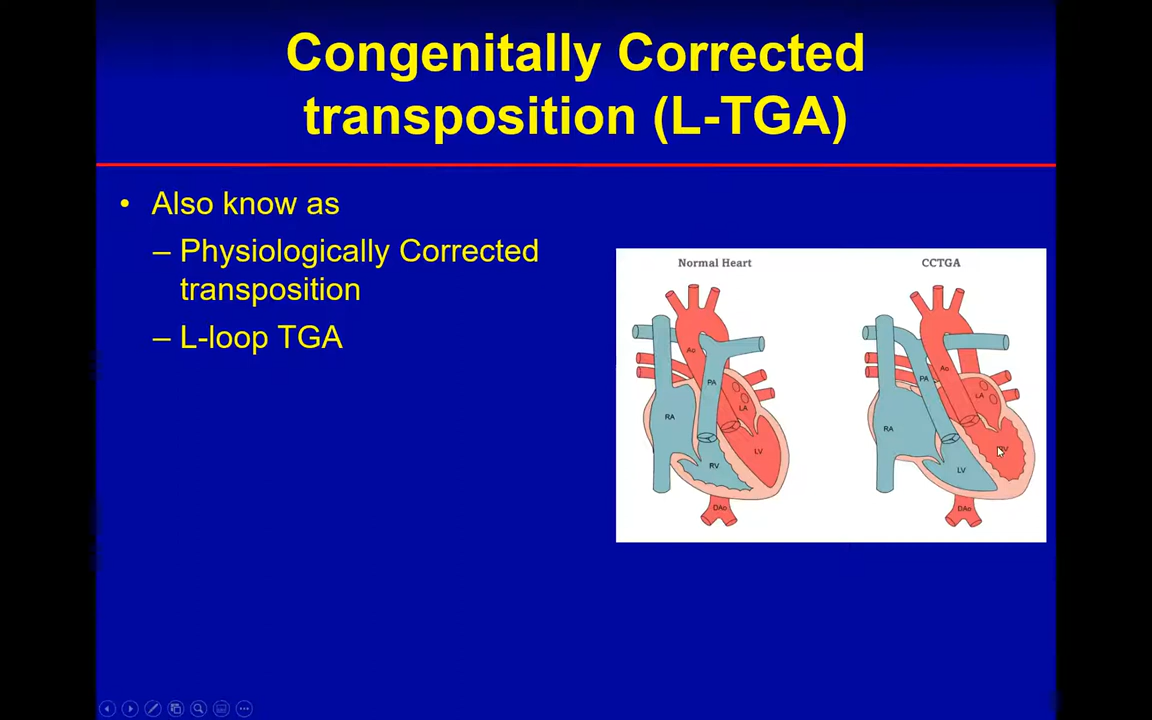 Congenitally Corrected
transposition (L-TGA)
• Also know as
– Physiologically Corrected
transposition
– L-loop TGA
Normal Heart
CCTGA
Ao
PA
LA
RA
LV
RV
DAo
Ao
PA
LA
RA
LV
DAo